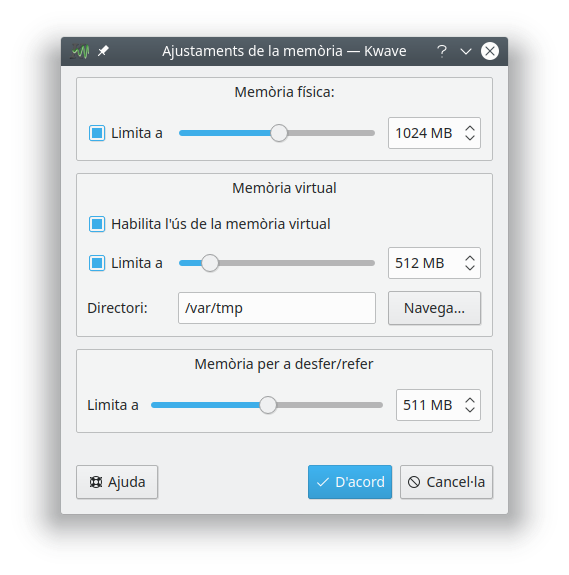 Ajustaments de la memòria — Kwave
Memòria física:
Limita a 1024 MB
Memòria virtual
Habilita l'ús de la memòria virtual
Limita a 512 MB
Directori: /var/tmp Navega...
Memòria per a desfer/refer
Limita a 511 MB
Ajuda D'acord Cancel·la